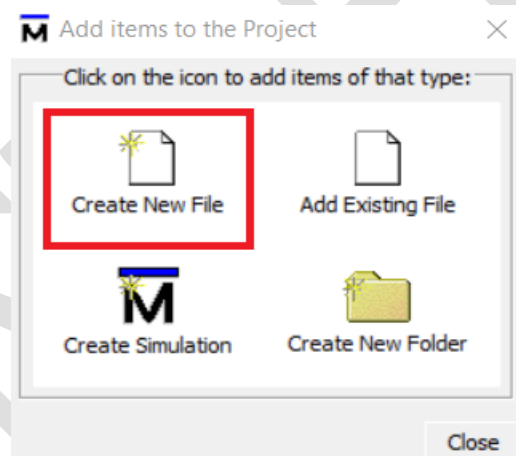 M Add items to the Project
Click on the icon to add items of that type:
Create New File
Add Existing File
M
Create Simulation
Create New Folder
Close